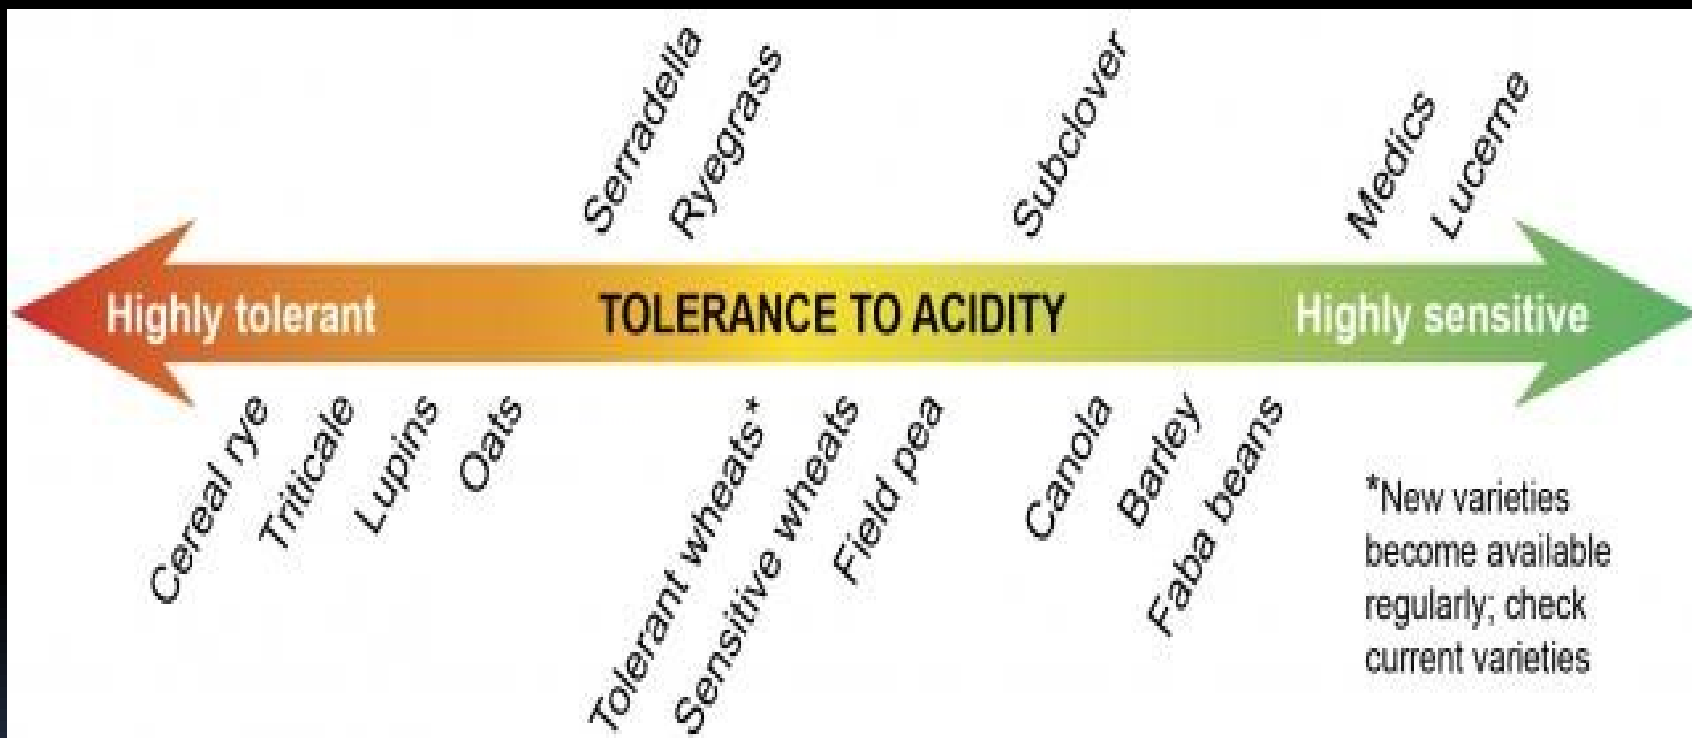 Serradella
Ryegrass
Subclover
Medics
Lucerne
Highly tolerant
TOLERANCE TO ACIDITY
Highly sensitive
Cereal rye
Triticale
Lupins
Oats
Tolerant wheats*
Sensitive wheats
Field pea
Canola
Barley
Faba beans
*New varieties
become available
regularly; check
current varieties